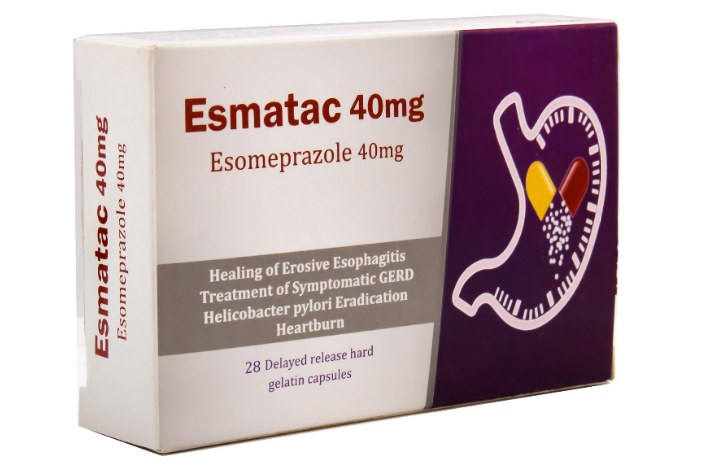 Esmatac 40mg
Esomeprazole 40mg
Esmatac 40mg
Esomeprazole 40mg
Healing of Erosive Esophagitis
Treatment of Symptomatic GERD
Helicobacter pylori Eradication
Heartburn
28 Delayed release hard
gelatin capsules